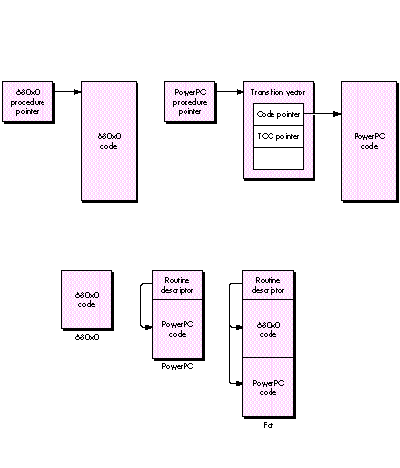 680x0
procedure
pointer
680x0
code
PowerPC
procedure
pointer
Transition vector
Code pointer
TOC pointer
PowerPC
code
680x0
code
680x0
Routine
descriptor
PowerPC
code
PowerPC
Routine
descriptor
680x0
code
PowerPC
code
Fat